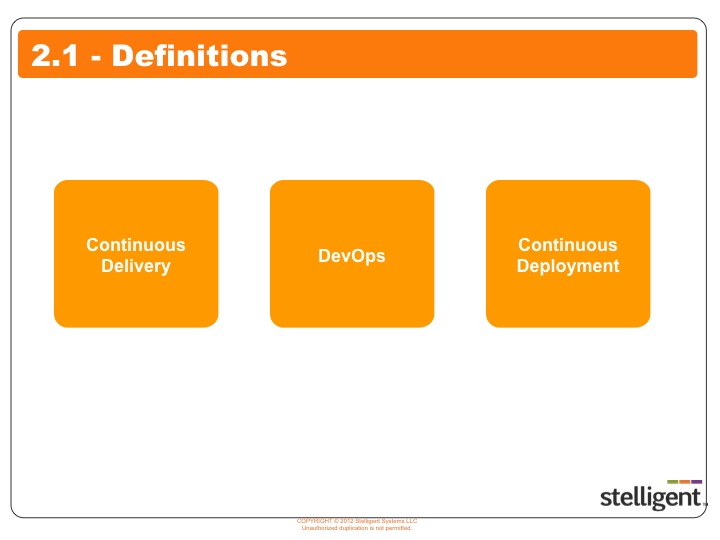 2.1 - Definitions
Continuous
Delivery
DevOps
Continuous
Deployment
stelligent
COPYRIGHT © 2012 Stelligent Systems LLC
Unauthorized duplication is not permitted.